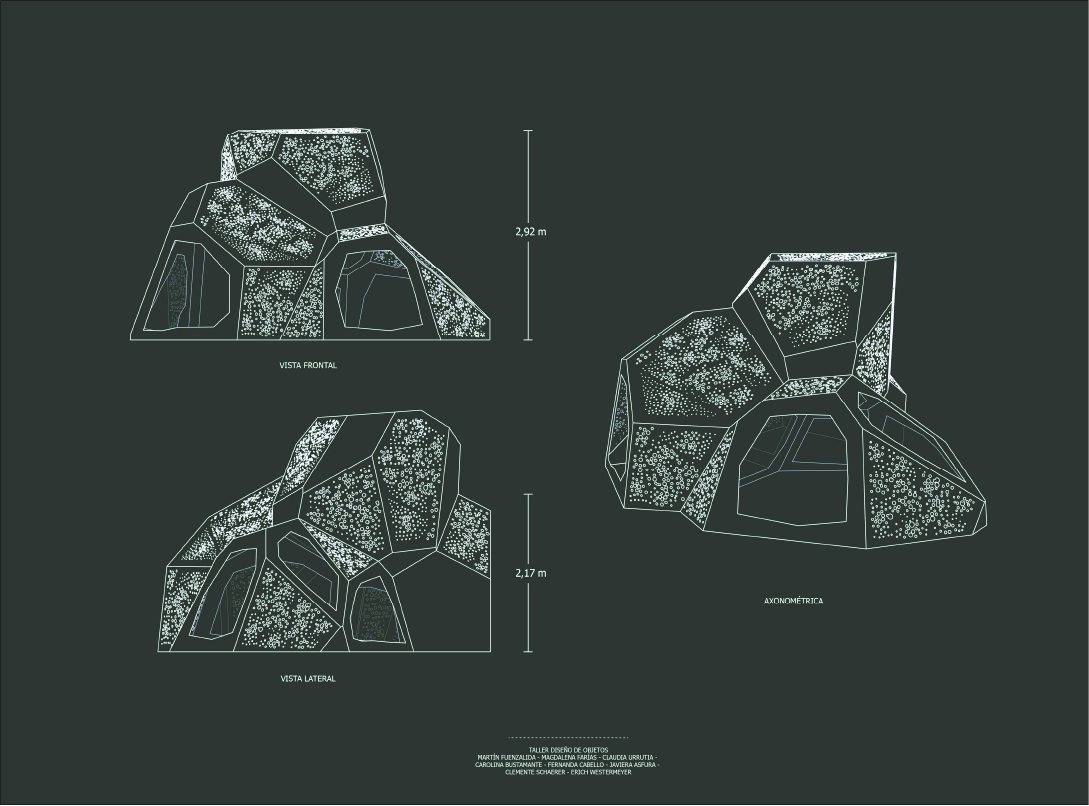 2,92 m
VISTA FRONTAL
2,17 m
AXONOMÉTRICA
VISTA LATERAL
TALLER DISEÑO DE OBJETOS
MARTÍN FUENZALIDA - MAGDALENA FARÍAS - CLAUDIA URRUTIA -
CAROLINA BUSTAMANTE - FERNANDA CABELLO - JAVIERA ASFURA -
CLEMENTE SCHAERER - ERICH WESTERMEYER